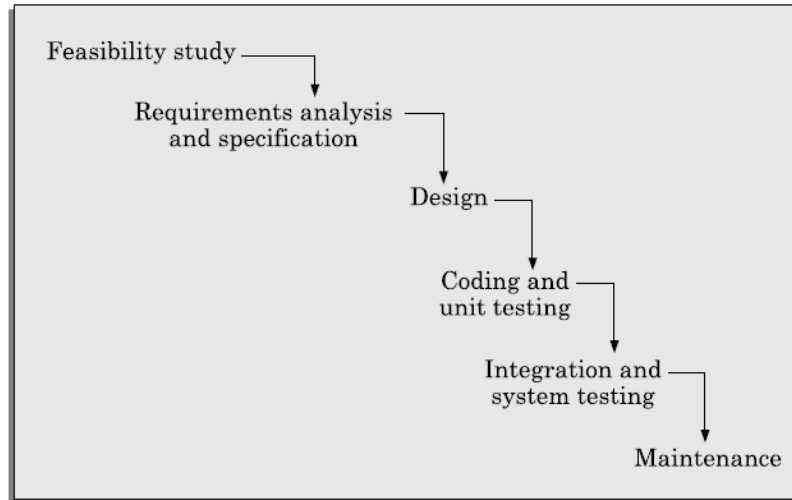 Feasibility study
Requirements analysis
and specification
Design
Coding and
unit testing
Integration and
system testing
Maintenance